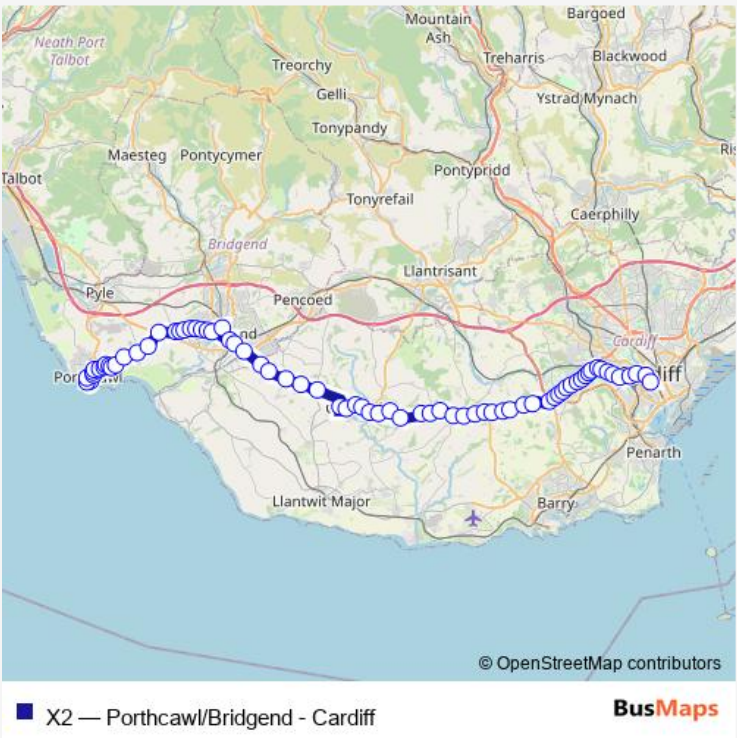 Mountain
Ash
Bargoed
Neath Port
Talbot
Treorchy
Treharris
Blackwood
Gelli
Ystrad Mynach
Tonypandy
Maesteg
Pontycymer
Pontypridd
Talbot
Tonyrefail
Caerphilly
Bridgend
Llantrisant
Pyle
Pencoed
Cardiff
Penarth
Llantwit Major
Barry
© OpenStreetMap contributors
X2 — Porthcawl/Bridgend - Cardiff
BusMaps